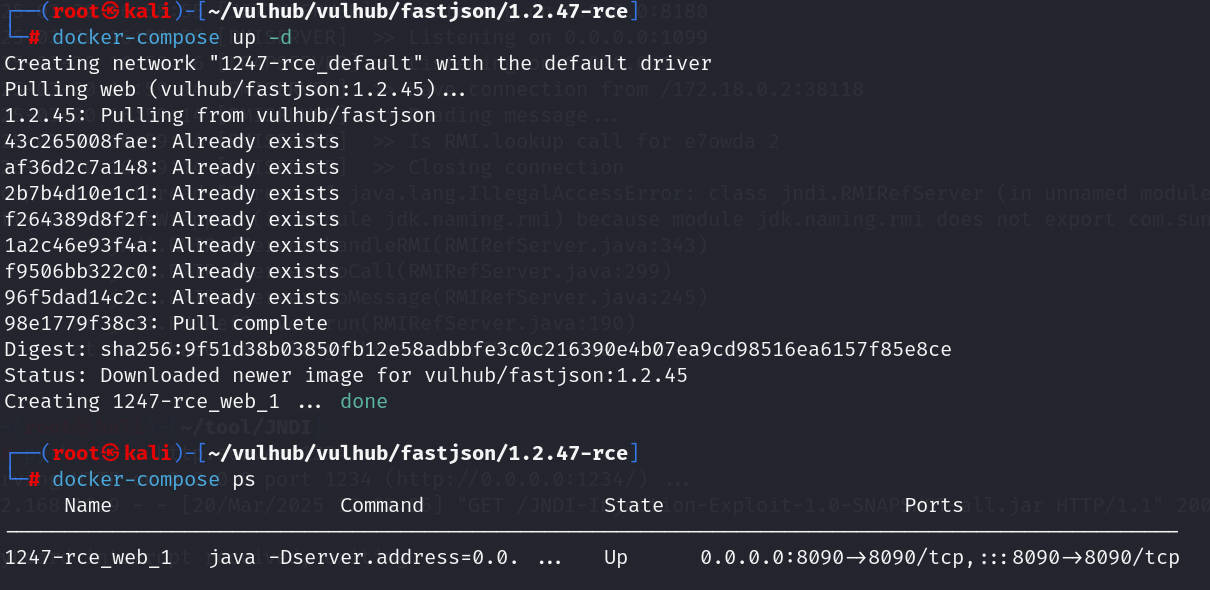 ┌──(root㉿kali)-[~/vulhub/vulhub/fastjson/1.2.47-rce]
└─# docker-compose up -d
Creating network "1247-rce_default" with the default driver
Pulling web (vulhub/fastjson:1.2.45)...
1.2.45: Pulling from vulhub/fastjson
43c265008fae: Already exists
af36d2c7a148: Already exists
2b7b4d10e1c1: Already exists
f264389d8f2f: Already exists
1a2c46e93f4a: Already exists
f9506bb322c0: Already exists
96f5dad14c2c: Already exists
98e1779f38c3: Pull complete
Digest: sha256:9f51d38b03850fb12e58adbbfe3c0c216390e4b07ea9cd98516ea6157f85e8ce
Status: Downloaded newer image for vulhub/fastjson:1.2.45
Creating 1247-rce_web_1 ... done
┌──(root㉿kali)-[~/vulhub/vulhub/fastjson/1.2.47-rce]
└─# docker-compose ps
Name Command State Ports
1247-rce_web_1 java -Dserver.address=0.0. ... Up 0.0.0.0:8090->8090/tcp,:::8090->8090/tcp